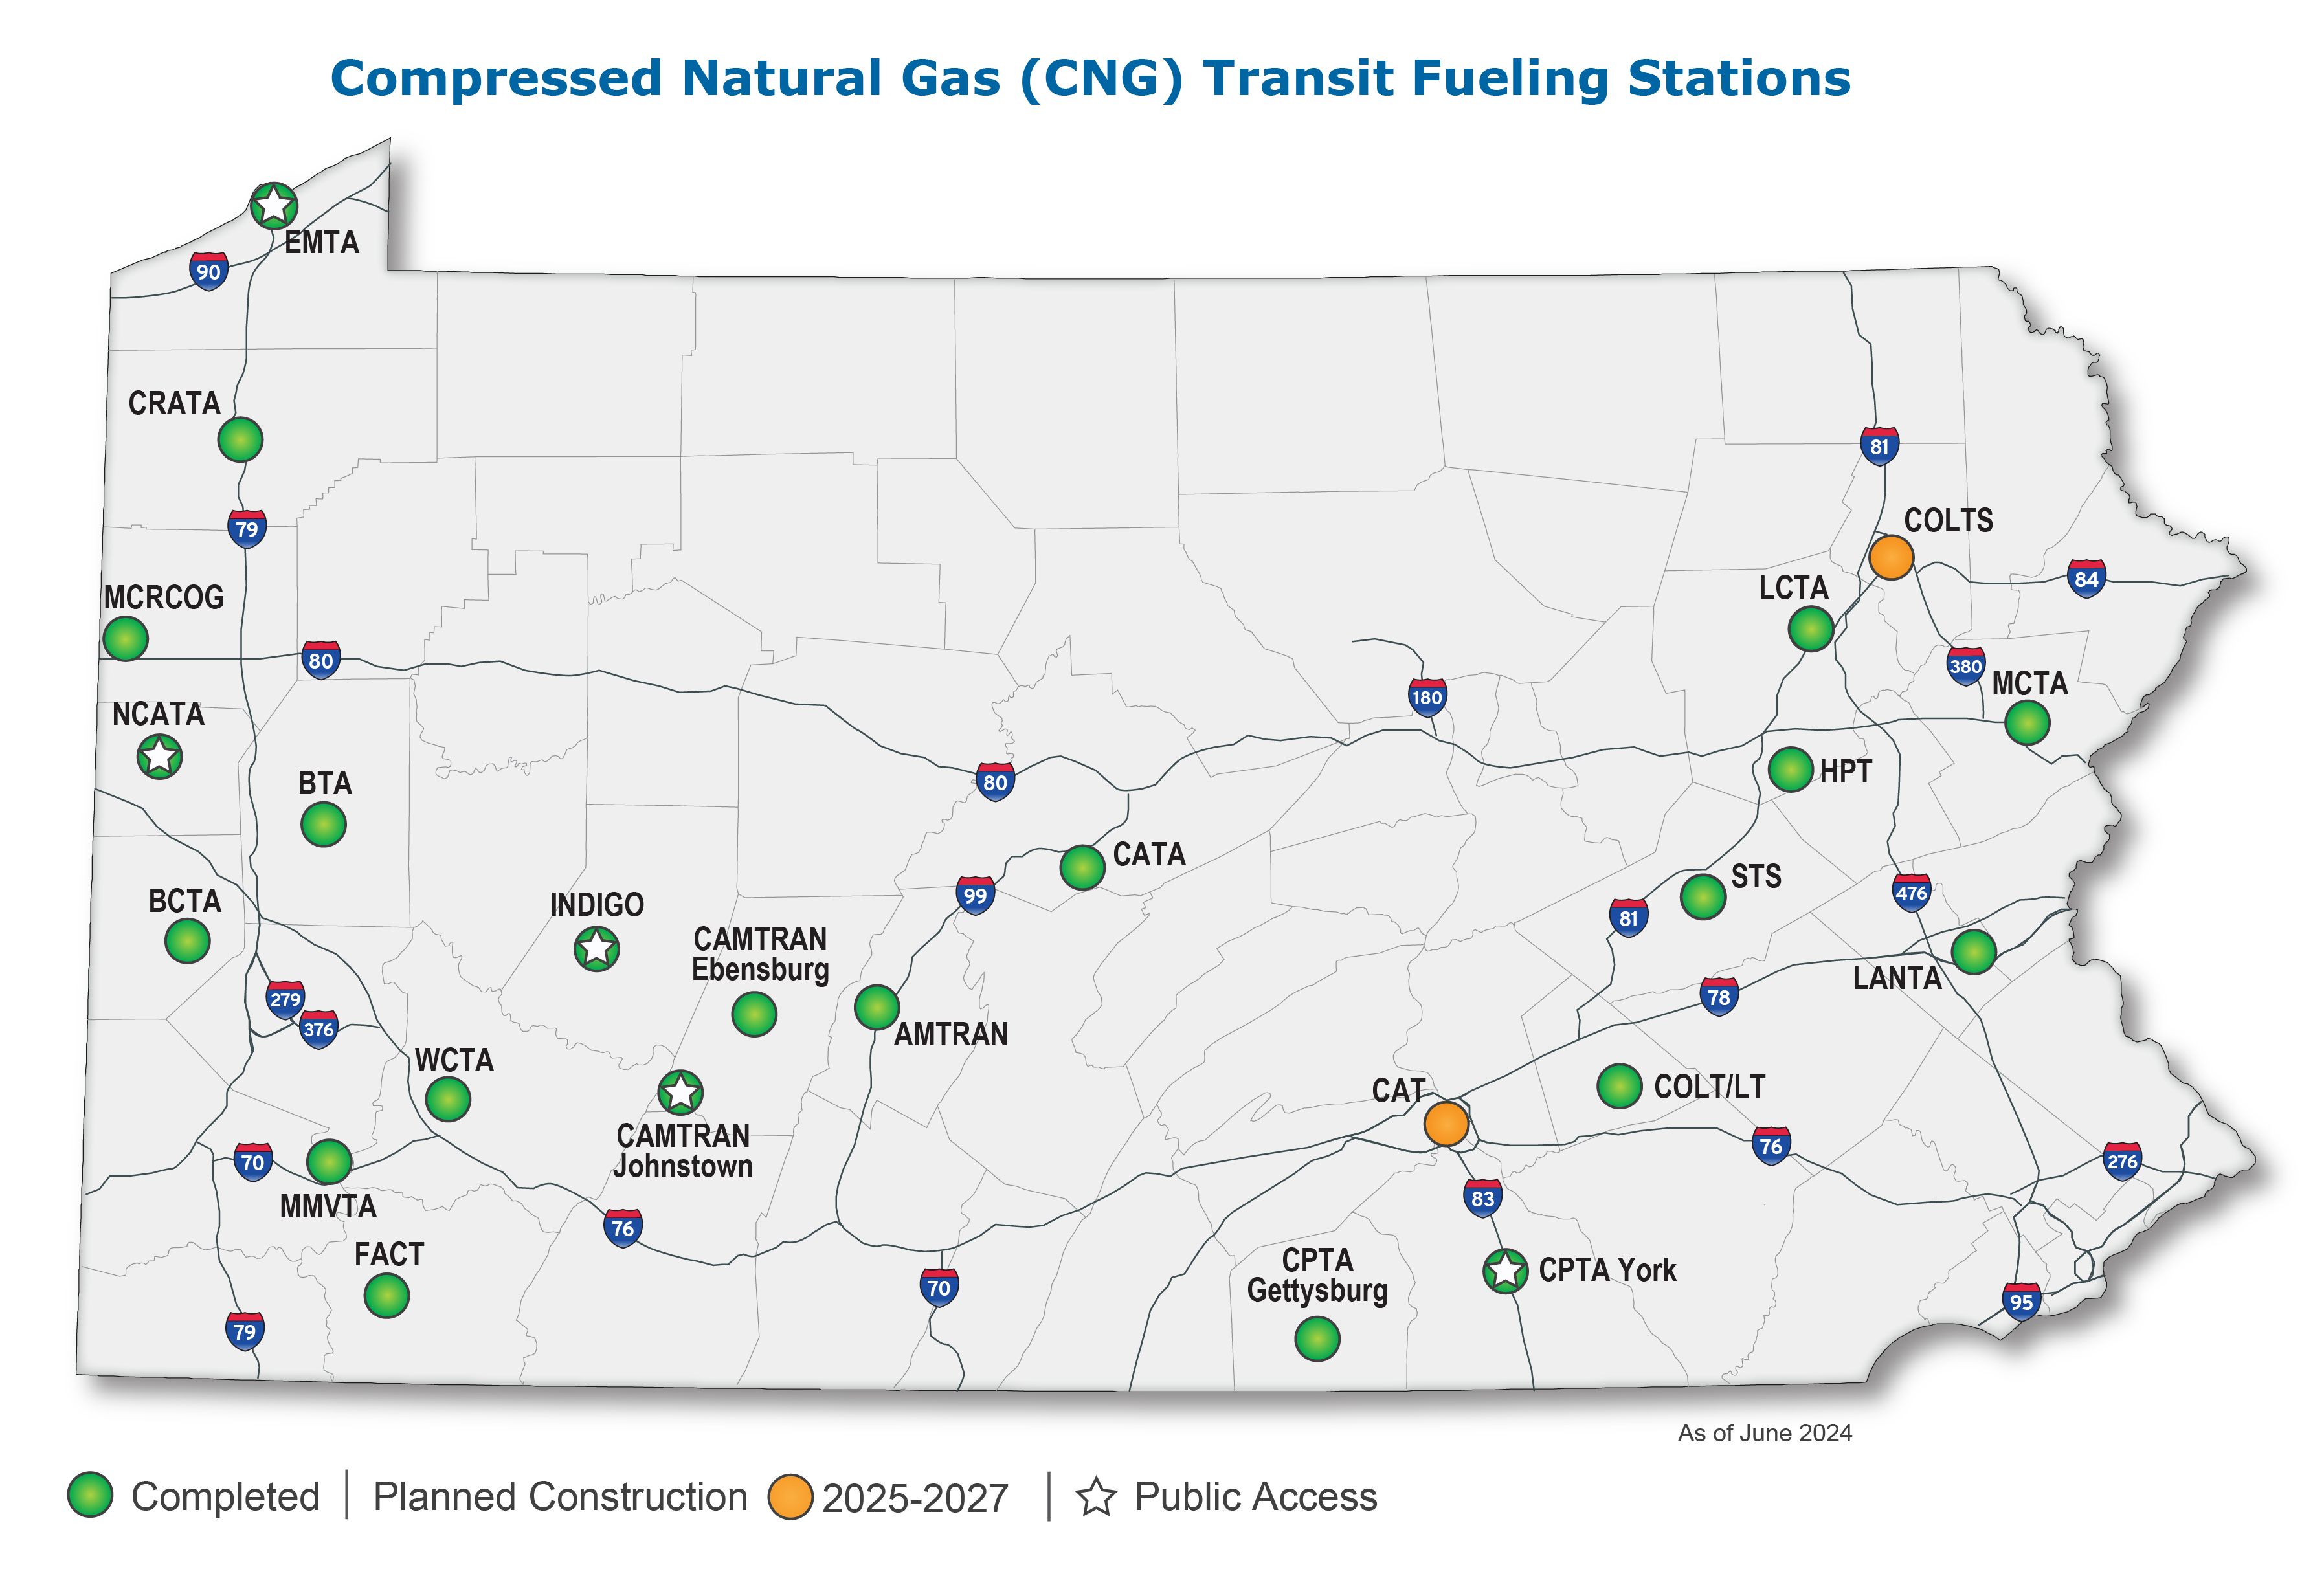 Compressed Natural Gas (CNG) Transit Fueling Stations
EMTA
90
CRATA
81
79
COLTS
84
LCTA
MCRCOG
80
380
MCTA
180
NCATA
HPT
BTA
80
CATA
STS
99
476
BCTA
INDIGO
81
CAMTRAN
Ebensburg
LANTA
279
78
376
AMTRAN
WCTA
CAT
COLT/LT
CAMTRAN
Johnstown
76
70
276
MMVTA
83
76
FACT
CPTA
Gettysburg
CPTA York
70
95
79
As of June 2024
Completed | Planned Construction 2025-2027 | Public Access